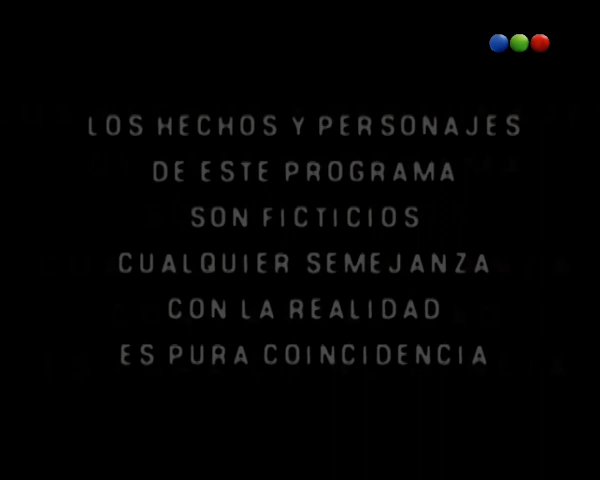 LOS HECHOS Y PERSONAJES
DE ESTE PROGRAMA
SON FICTICIOS
CUALQUIER SEMEJANZA
CON LA REALIDAD
ES PURA COINCIDENCIA